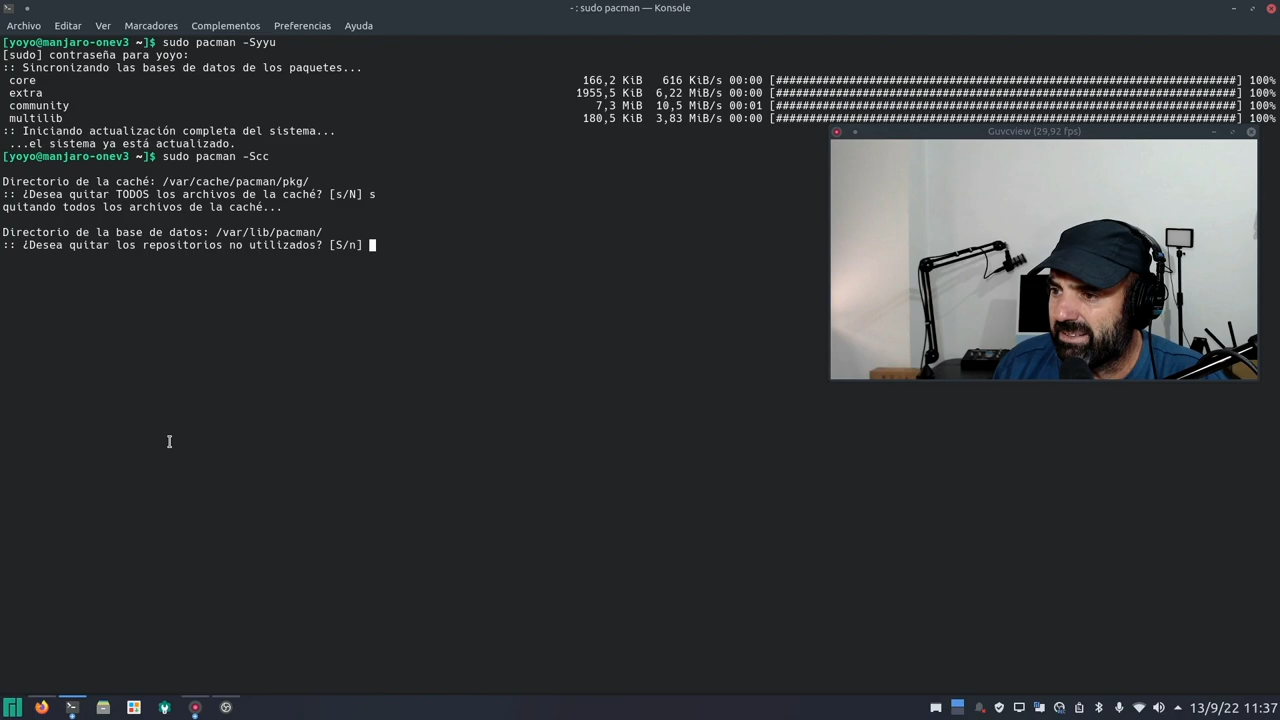 - : sudo pacman — Konsole
Archivo Editar Ver Marcadores Complementos Preferencias Ayuda
[yoyo@manjaro-onev3 ~]$ sudo pacman -Syyu
[sudo] contraseña para yoyo:
:: Sincronizando las bases de datos de los paquetes...
core 166,2 KiB 616 KiB/s 00:00 [######################################################################] 100%
extra 1955,5 KiB 6,22 MiB/s 00:00 [######################################################################] 100%
community 7,3 MiB 10,5 MiB/s 00:01 [######################################################################] 100%
multilib 180,5 KiB 3,83 MiB/s 00:00 [######################################################################] 100%
:: Iniciando actualización completa del sistema...
...el sistema ya está actualizado.
[yoyo@manjaro-onev3 ~]$ sudo pacman -Scc
Directorio de la caché: /var/cache/pacman/pkg/
:: ¿Desea quitar TODOS los archivos de la caché? [s/N] s
quitando todos los archivos de la caché...
Directorio de la base de datos: /var/lib/pacman/
:: ¿Desea quitar los repositorios no utilizados? [S/n]
Guvcview (29,92 fps)
13/9/22 11:37